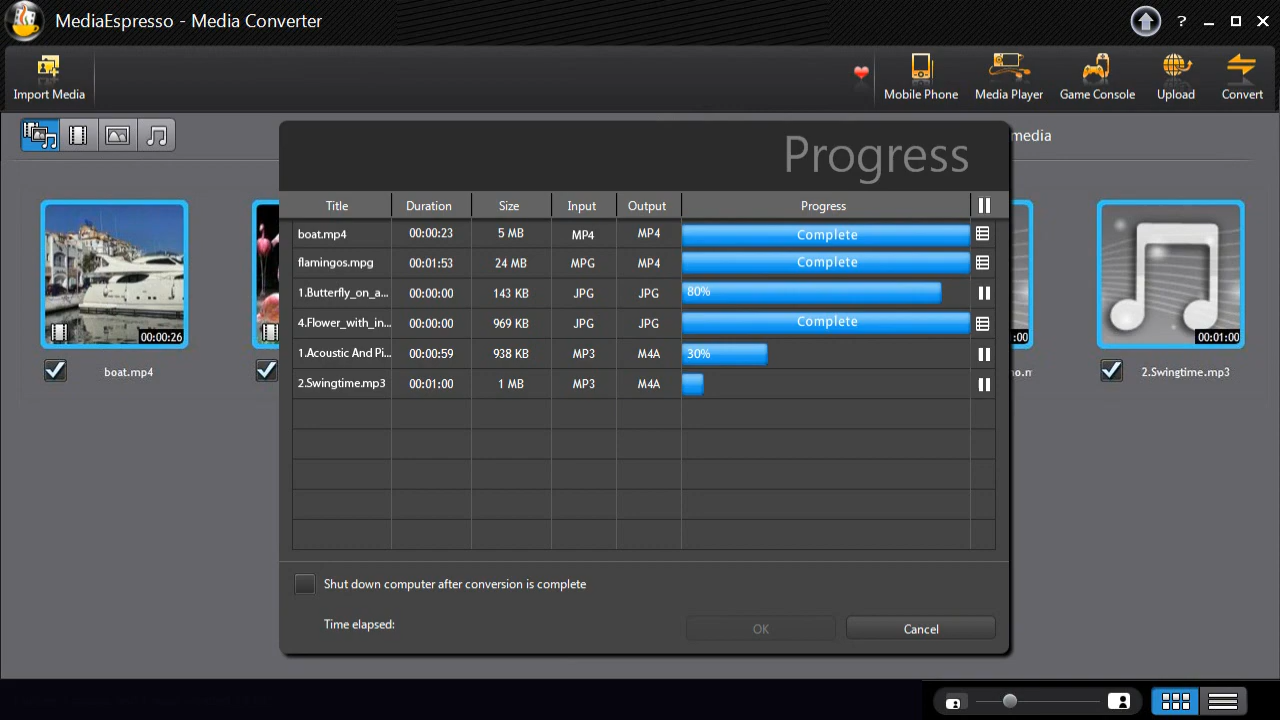 MediaEspresso - Media Converter
?
Import Media
Mobile Phone
Media Player
Game Console
Upload
Convert
media
Progress
Title Duration Size Input Output Progress
boat.mp4 00:00:23 5 MB MP4 MP4 Complete
flamingos.mpg 00:01:53 24 MB MPG MP4 Complete
1.Butterfly_on_a... 00:00:00 143 KB JPG JPG 80%
4.Flower_with_in... 00:00:00 969 KB JPG JPG Complete
1.Acoustic And Pi... 00:00:59 938 KB MP3 M4A 30%
2.Swingtime.mp3 00:01:00 1 MB MP3 M4A
00:00:26
:00
00:01:00
boat.mp4
no.m
2.Swingtime.mp3
Shut down computer after conversion is complete
Time elapsed:
OK
Cancel